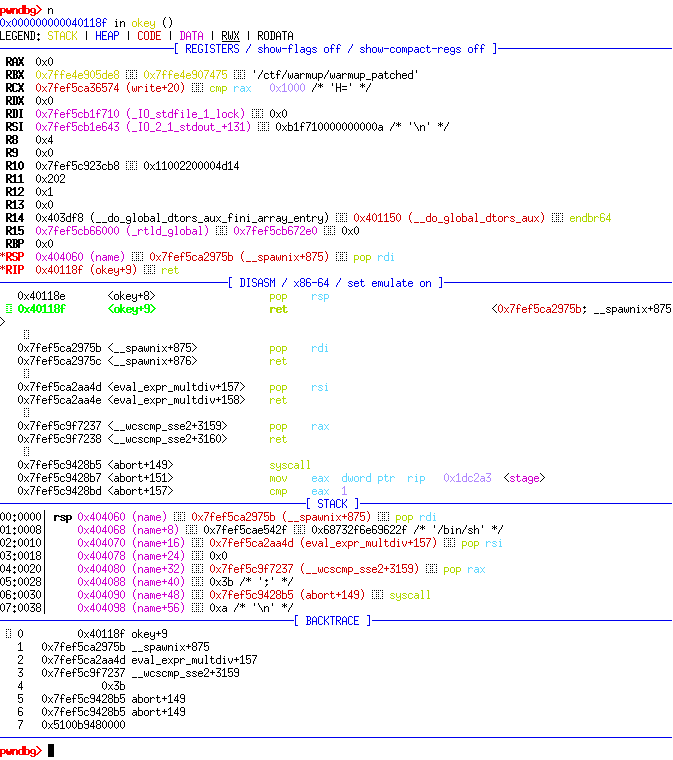 pwndbg> n
0x000000000040118f in okey ()
LEGEND: STACK | HEAP | CODE | DATA | RWX | RODATA
[ REGISTERS / show-flags off / show-compact-regs off ]
RAX 0x0
RBX 0x7ffe4e905de8 0x7ffe4e907475 '/ctf/warmup/warmup_patched'
RCX 0x7fef5ca36574 (write+20) cmp rax 0x1000 /* 'H=' */
RDX 0x0
RDI 0x7fef5cb1f710 (_IO_stdfile_1_lock) 0x0
RSI 0x7fef5cb1e643 (_IO_2_1_stdout_+131) 0xb1f710000000000a /* '\n' */
R8 0x4
R9 0x0
R10 0x7fef5c923cb8 0x11002200004d14
R11 0x202
R12 0x1
R13 0x0
R14 0x403df8 (__do_global_dtors_aux_fini_array_entry) 0x401150 (__do_global_dtors_aux) endbr64
R15 0x7fef5cb66000 (_rtld_global) 0x7fef5cb672e0 0x0
RBP 0x0
*RSP 0x404060 (name) 0x7fef5ca2975b (__spawnix+875) pop rdi
*RIP 0x40118f (okey+9) ret
[ DISASM / x86-64 / set emulate on ]
0x40118e <okey+8> pop rsp
0x40118f <okey+9> ret <0x7fef5ca2975b; __spawnix+875
>
0x7fef5ca2975b <__spawnix+875> pop rdi
0x7fef5ca2975c <__spawnix+876> ret
0x7fef5ca2aa4d <eval_expr_multdiv+157> pop rsi
0x7fef5ca2aa4e <eval_expr_multdiv+158> ret
0x7fef5c9f7237 <__wcscmp_sse2+3159> pop rax
0x7fef5c9f7238 <__wcscmp_sse2+3160> ret
0x7fef5c9428b5 <abort+149> syscall
0x7fef5c9428b7 <abort+151> mov eax dword ptr rip 0x1dc2a3 <stage>
0x7fef5c9428bd <abort+157> cmp eax 1
[ STACK ]
00:0000│ rsp 0x404060 (name) 0x7fef5ca2975b (__spawnix+875) pop rdi
01:0008│ 0x404068 (name+8) 0x7fef5cae542f 0x68732f6e69622f /* '/bin/sh' */
02:0010│ 0x404070 (name+16) 0x7fef5ca2aa4d (eval_expr_multdiv+157) pop rsi
03:0018│ 0x404078 (name+24) 0x0
04:0020│ 0x404080 (name+32) 0x7fef5c9f7237 (__wcscmp_sse2+3159) pop rax
05:0028│ 0x404088 (name+40) 0x3b /* ';' */
06:0030│ 0x404090 (name+48) 0x7fef5c9428b5 (abort+149) syscall
07:0038│ 0x404098 (name+56) 0xa /* '\n' */
[ BACKTRACE ]
0 0x40118f okey+9
1 0x7fef5ca2975b __spawnix+875
2 0x7fef5ca2aa4d eval_expr_multdiv+157
3 0x7fef5c9f7237 __wcscmp_sse2+3159
4 0x3b
5 0x7fef5c9428b5 abort+149
6 0x7fef5c9428b5 abort+149
7 0x5100b9480000
pwndbg>